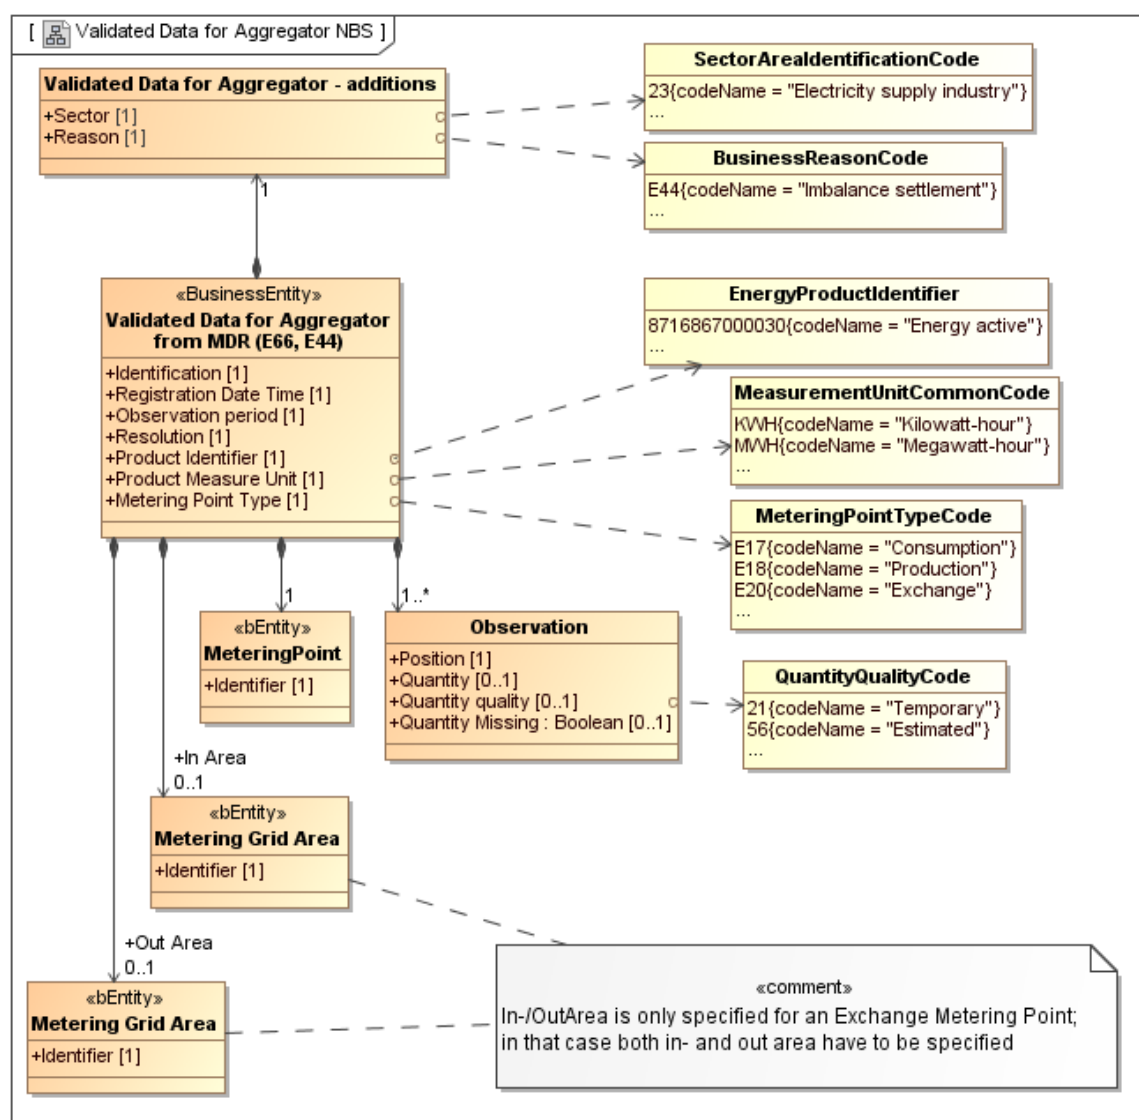 [ Validated Data for Aggregator NBS ]
Validated Data for Aggregator - additions
+Sector [1]
+Reason [1]
SectorAreaIdentificationCode
23{codeName = "Electricity supply industry"}
...
BusinessReasonCode
E44{codeName = "Imbalance settlement"}
...
1
«BusinessEntity»
Validated Data for Aggregator
from MDR (E66, E44)
+Identification [1]
+Registration Date Time [1]
+Observation period [1]
+Resolution [1]
+Product Identifier [1]
+Product Measure Unit [1]
+Metering Point Type [1]
EnergyProductIdentifier
8716867000030{codeName = "Energy active"}
...
MeasurementUnitCommonCode
KWH{codeName = "Kilowatt-hour"}
MWH{codeName = "Megawatt-hour"}
...
MeteringPointTypeCode
E17{codeName = "Consumption"}
E18{codeName = "Production"}
E20{codeName = "Exchange"}
...
1
«bEntity»
MeteringPoint
+Identifier [1]
1..*
Observation
+Position [1]
+Quantity [0..1]
+Quantity quality [0..1]
+Quantity Missing : Boolean [0..1]
QuantityQualityCode
21{codeName = "Temporary"}
56{codeName = "Estimated"}
...
+In Area
0..1
«bEntity»
Metering Grid Area
+Identifier [1]
+Out Area
0..1
«bEntity»
Metering Grid Area
+Identifier [1]
«comment»
In-/OutArea is only specified for an Exchange Metering Point;
in that case both in- and out area have to be specified